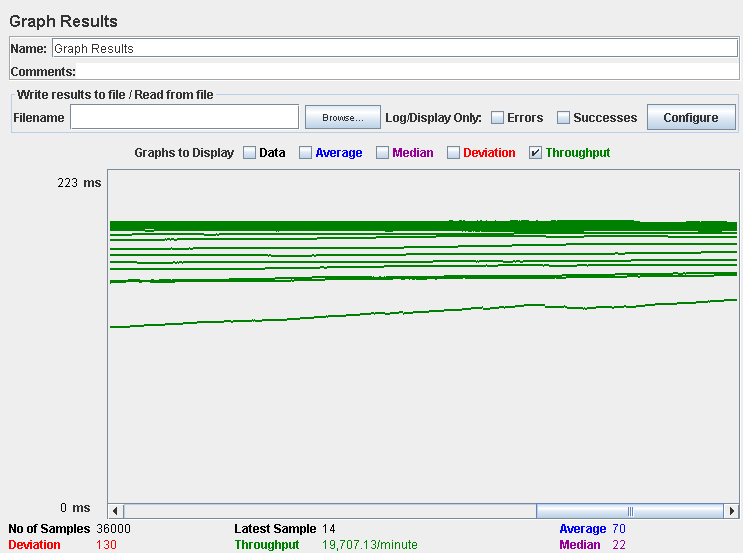 Graph Results
Name: Graph Results
Comments:
Write results to file / Read from file
Filename Browse... Log/Display Only: Errors Successes Configure
Graphs to Display Data Average Median Deviation Throughput
223 ms
0 ms
No of Samples 36000 Latest Sample 14 Average 70
Deviation 130 Throughput 19,707.13/minute Median 22